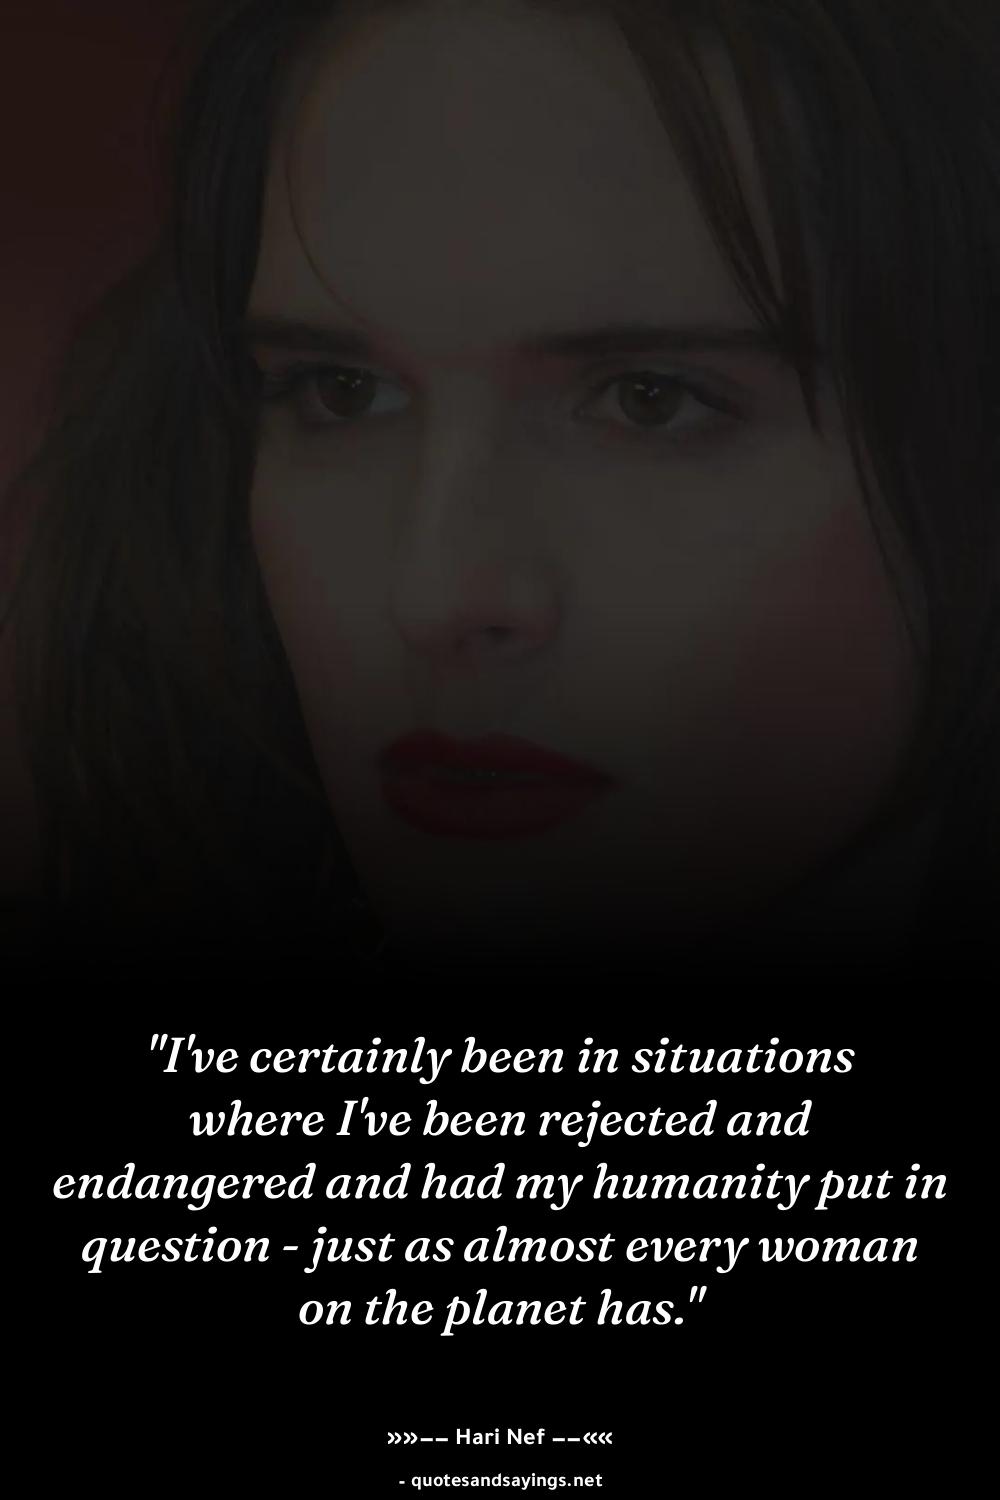 "I've certainly been in situations
where I've been rejected and
endangered and had my humanity put in
question - just as almost every woman
on the planet has."
»»−− Hari Nef −−««
- quotesandsayings.net